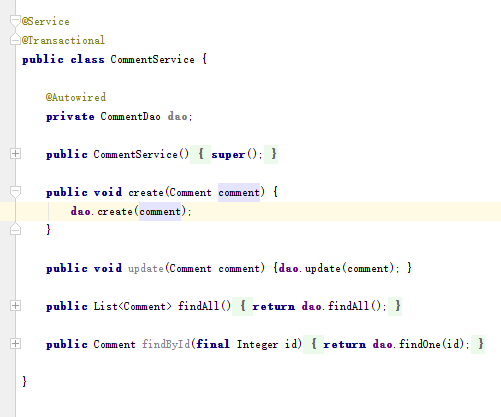 @Service
@Transactional
public class CommentService {
@Autowired
private CommentDao dao;
public CommentService() { super(); }
public void create(Comment comment) {
dao.create(comment);
}
public void update(Comment comment) {dao.update(comment); }
public List<Comment> findAll() { return dao.findAll(); }
public Comment findById(final Integer id) { return dao.findOne(id); }
}